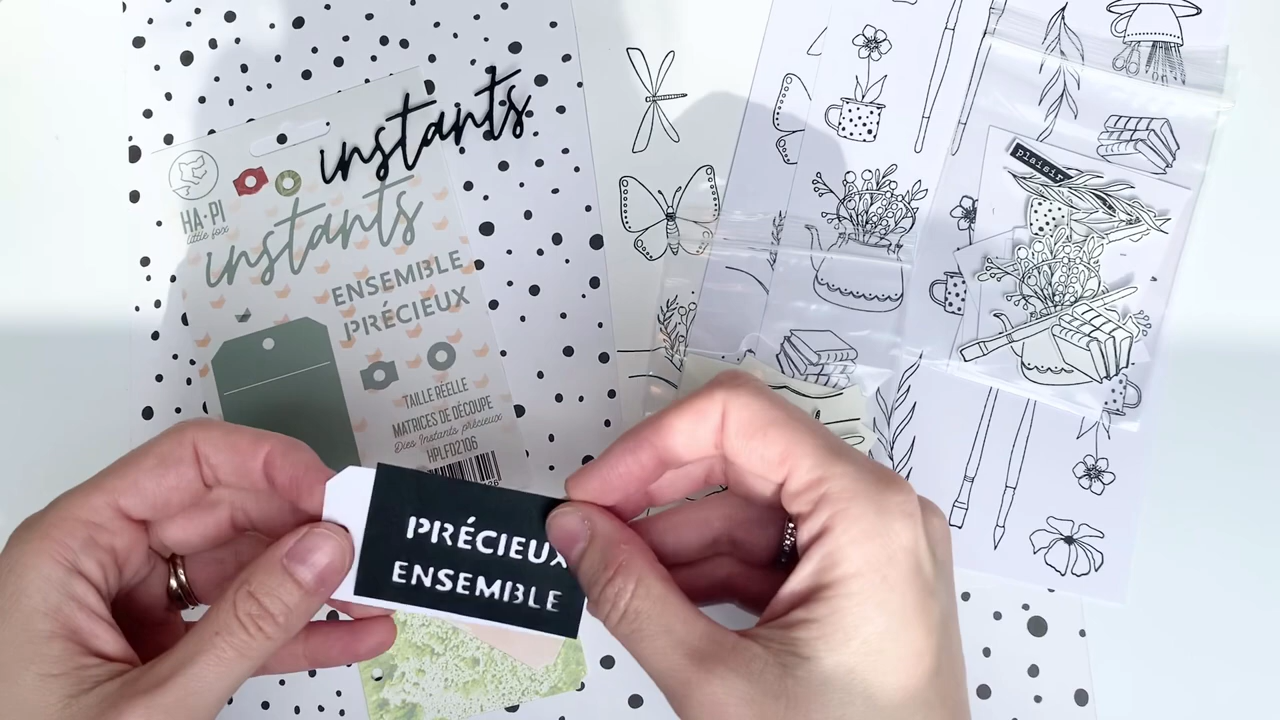 instants
HA·PI
little fox
instants
ENSEMBLE
PRÉCIEUX
TAILLE RÉELLE
MATRICES DE DÉCOUPE
Dies Instants précieux
HPLFD2106
plaisir
PRÉCIEUX
ENSEMBLE